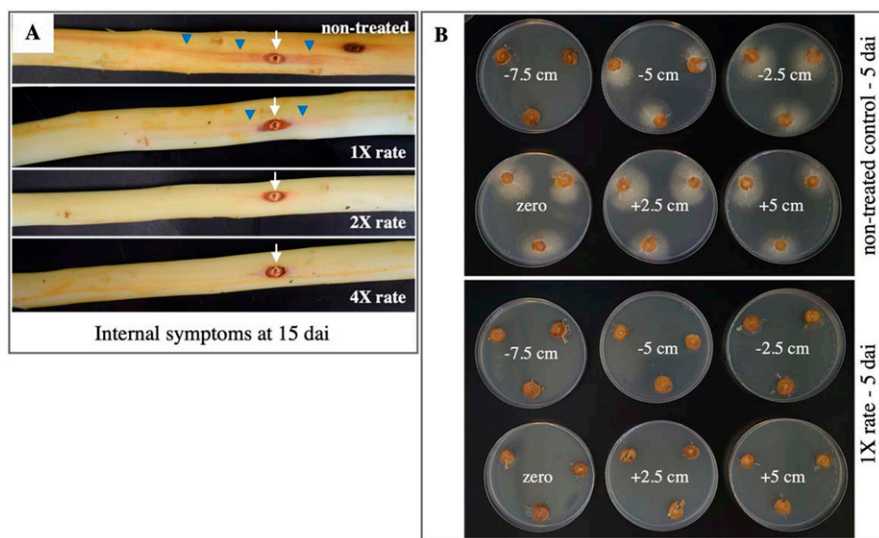 A
non-treated
1X rate
2X rate
4X rate
Internal symptoms at 15 dai
B
-7.5 cm
-5 cm
-2.5 cm
zero
+2.5 cm
+5 cm
non-treated control - 5 dai
-7.5 cm
-5 cm
-2.5 cm
zero
+2.5 cm
+5 cm
1X rate - 5 dai